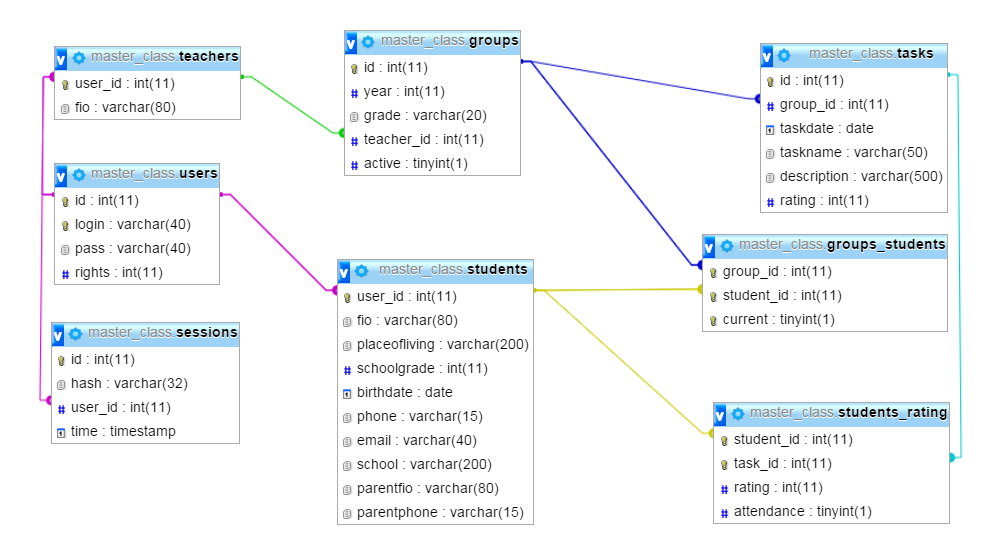 v master_class.teachers
user_id : int(11)
fio : varchar(80)
v master_class.groups
id : int(11)
# year : int(11)
grade : varchar(20)
# teacher_id : int(11)
# active : tinyint(1)
v master_class.tasks
id : int(11)
# group_id : int(11)
taskdate : date
taskname : varchar(50)
description : varchar(500)
# rating : int(11)
v master_class.users
id : int(11)
login : varchar(40)
pass : varchar(40)
# rights : int(11)
v master_class.groups_students
group_id : int(11)
student_id : int(11)
current : tinyint(1)
v master_class.students
user_id : int(11)
fio : varchar(80)
placeofliving : varchar(200)
# schoolgrade : int(11)
birthdate : date
phone : varchar(15)
email : varchar(40)
school : varchar(200)
parentfio : varchar(80)
parentphone : varchar(15)
v master_class.sessions
id : int(11)
hash : varchar(32)
# user_id : int(11)
time : timestamp
v master_class.students_rating
student_id : int(11)
task_id : int(11)
# rating : int(11)
# attendance : tinyint(1)